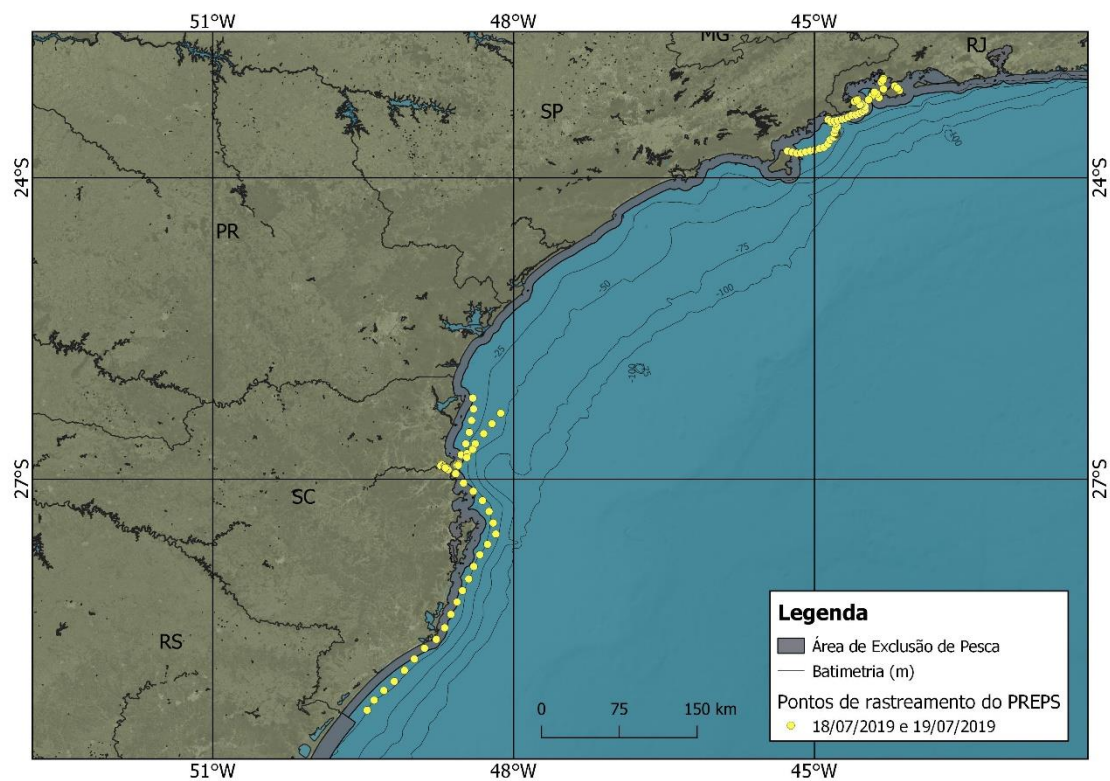 51°W 48°W 45°W
MG
RJ
SP
-100
24°S 24°S
PR
-75
-50
-100
-25
-100
27°S 27°S
SC
Legenda
Área de Exclusão de Pesca
RS
Batimetria (m)
Pontos de rastreamento do PREPS
0 75 150 km
18/07/2019 e 19/07/2019
51°W 48°W 45°W